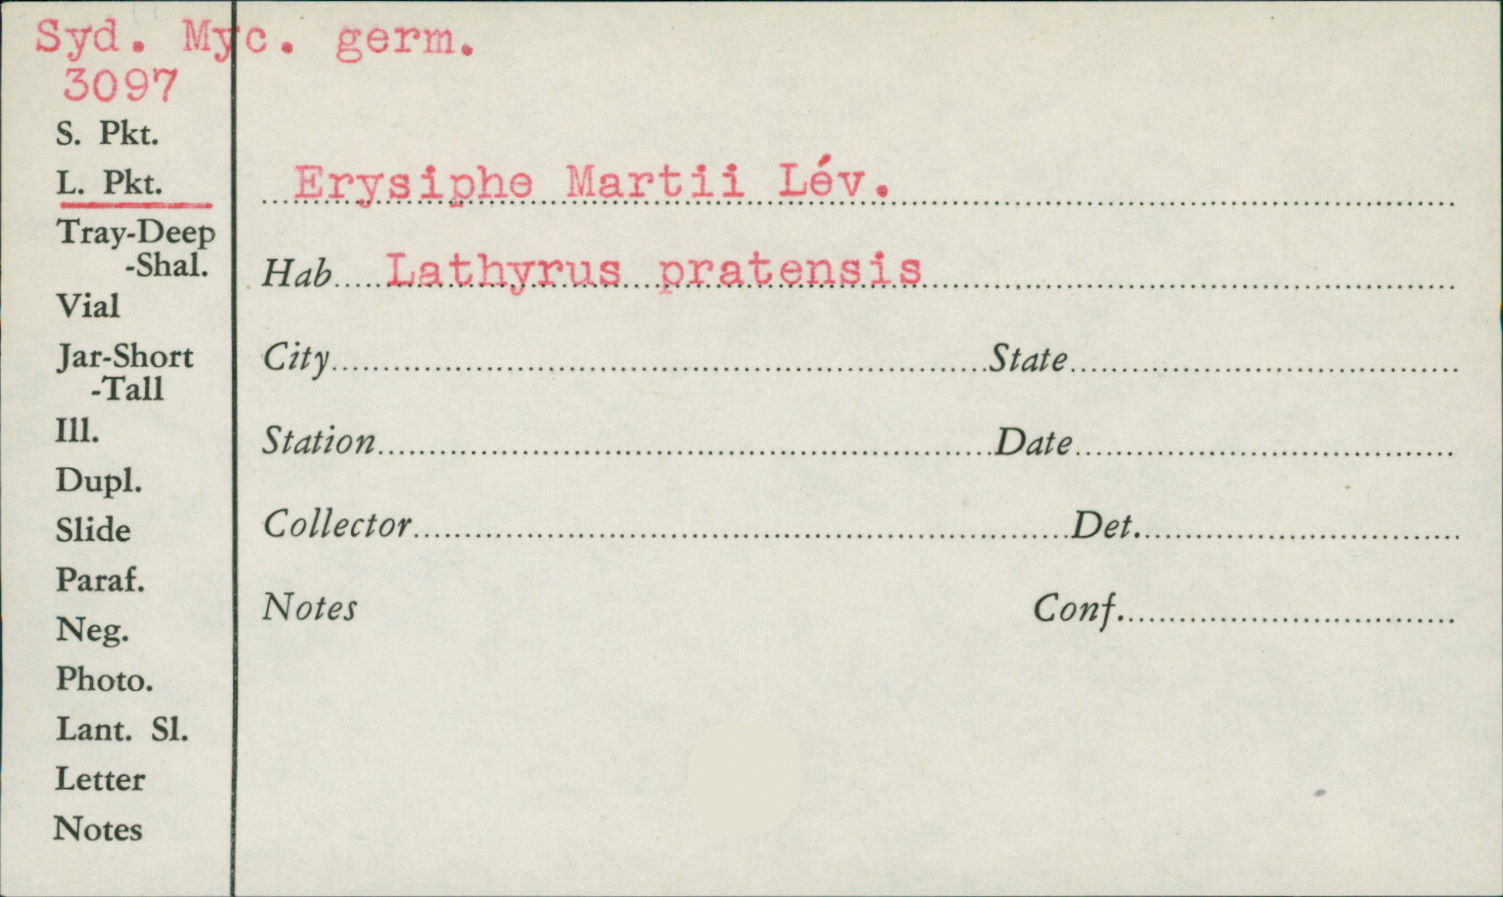 Syd. Myc. germ.
3097
S. Pkt.
L. Pkt.
Tray-Deep
-Shal.
Vial
Jar-Short
-Tall
Ill.
Dupl.
Slide
Paraf.
Neg.
Photo.
Lant. Sl.
Letter
Notes
Erysiphe Martii Lév.
Hab.....Lathyrus pratensis
City
State
Station
Date
Collector
Det.
Notes
Conf.